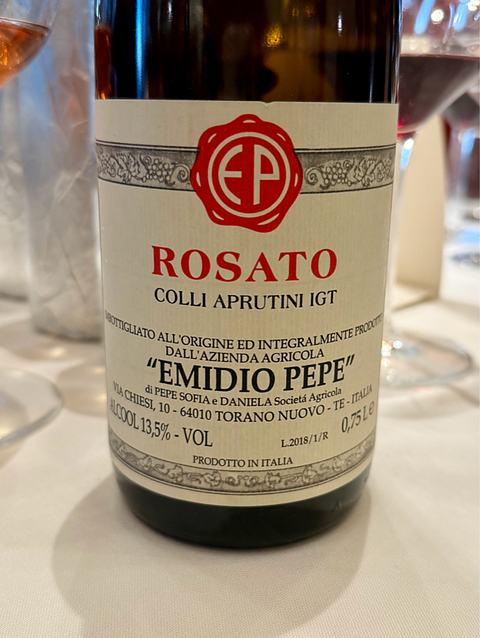 EP
ROSATO
COLLI APRUTINI IGT
ABOTTIGLIATO ALL'ORIGINE ED INTEGRALMENTE PRODOTTO
DALL'AZIENDA AGRICOLA
"EMIDIO PEPE"
di PEPE SOFIA e DANIELA Societá Agricola
VIA CHIESI, 10 - 64010 TORANO NUOVO - TE - ITALIA
ALCOOL 13,5% - VOL
L.2018/1/R
0,75 L e
PRODOTTO IN ITALIA